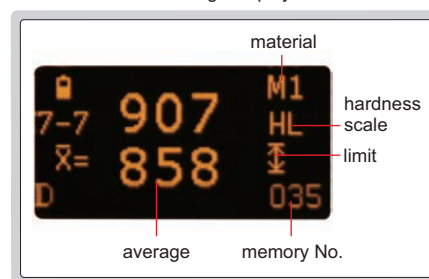 material
M1
907
7-7
HL
hardness
scale
x̄=
858
limit
D
035
average
memory No.